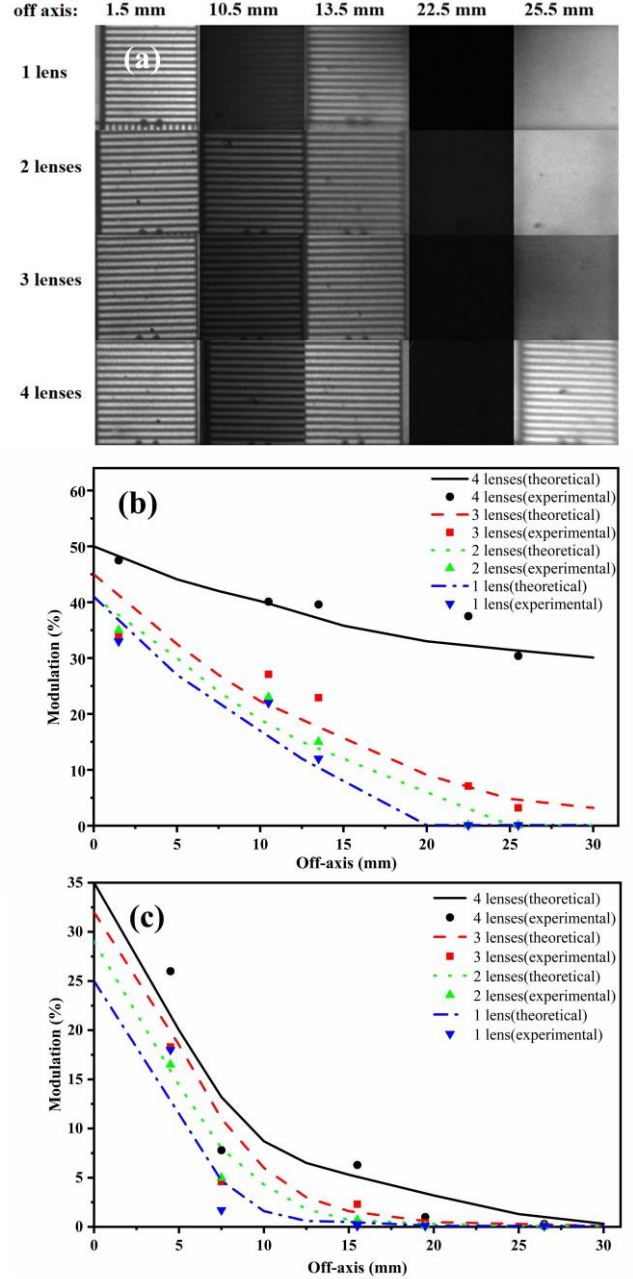 off axis: 1.5 mm 10.5 mm 13.5 mm 22.5 mm 25.5 mm
(a)
1 lens
2 lenses
3 lenses
4 lenses
(b)
4 lenses(theoretical)
4 lenses(experimental)
3 lenses(theoretical)
3 lenses(experimental)
2 lenses(theoretical)
2 lenses(experimental)
1 lens(theoretical)
1 lens(experimental)
Modulation (%)
60
50
40
30
20
10
0
0 5 10 15 20 25 30
Off-axis (mm)
(c)
4 lenses(theoretical)
4 lenses(experimental)
3 lenses(theoretical)
3 lenses(experimental)
2 lenses(theoretical)
2 lenses(experimental)
1 lens(theoretical)
1 lens(experimental)
Modulation (%)
35
30
25
20
15
10
5
0
0 5 10 15 20 25 30
Off-axis (mm)